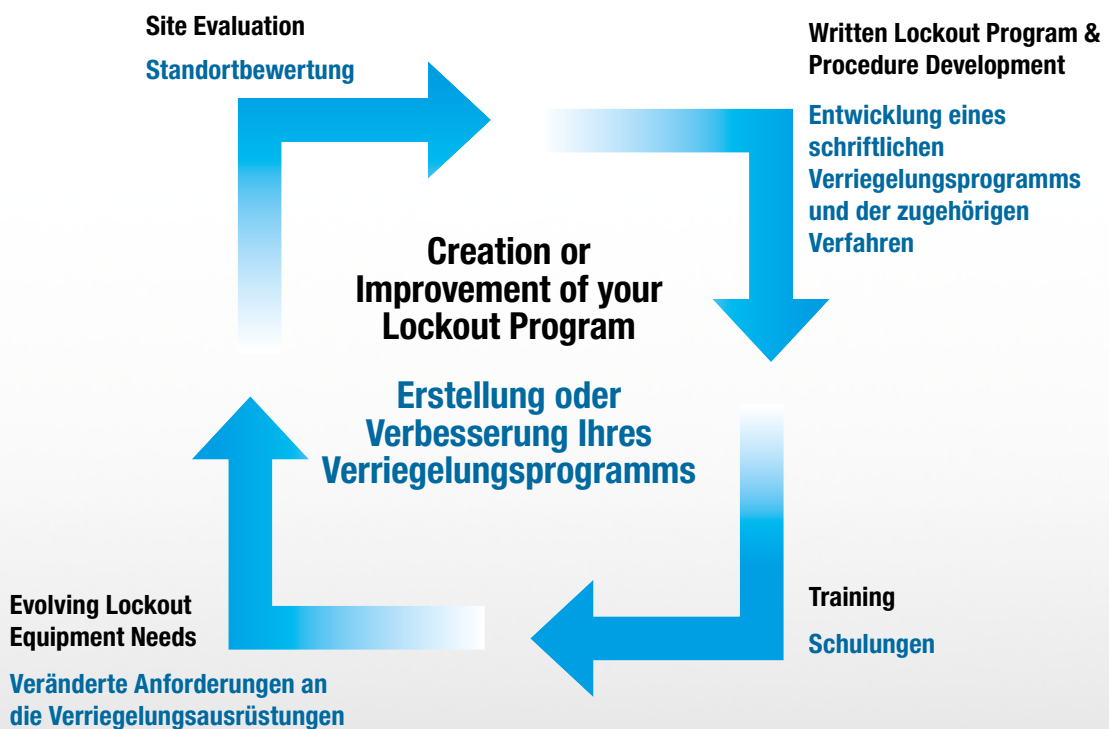 Site Evaluation
Standortbewertung
Written Lockout Program &
Procedure Development
Entwicklung eines
schriftlichen
Verriegelungsprogramms
und der zugehörigen
Verfahren
Creation or
Improvement of your
Lockout Program
Erstellung oder
Verbesserung Ihres
Verriegelungsprogramms
Training
Schulungen
Evolving Lockout
Equipment Needs
Veränderte Anforderungen an
die Verriegelungsausrüstungen